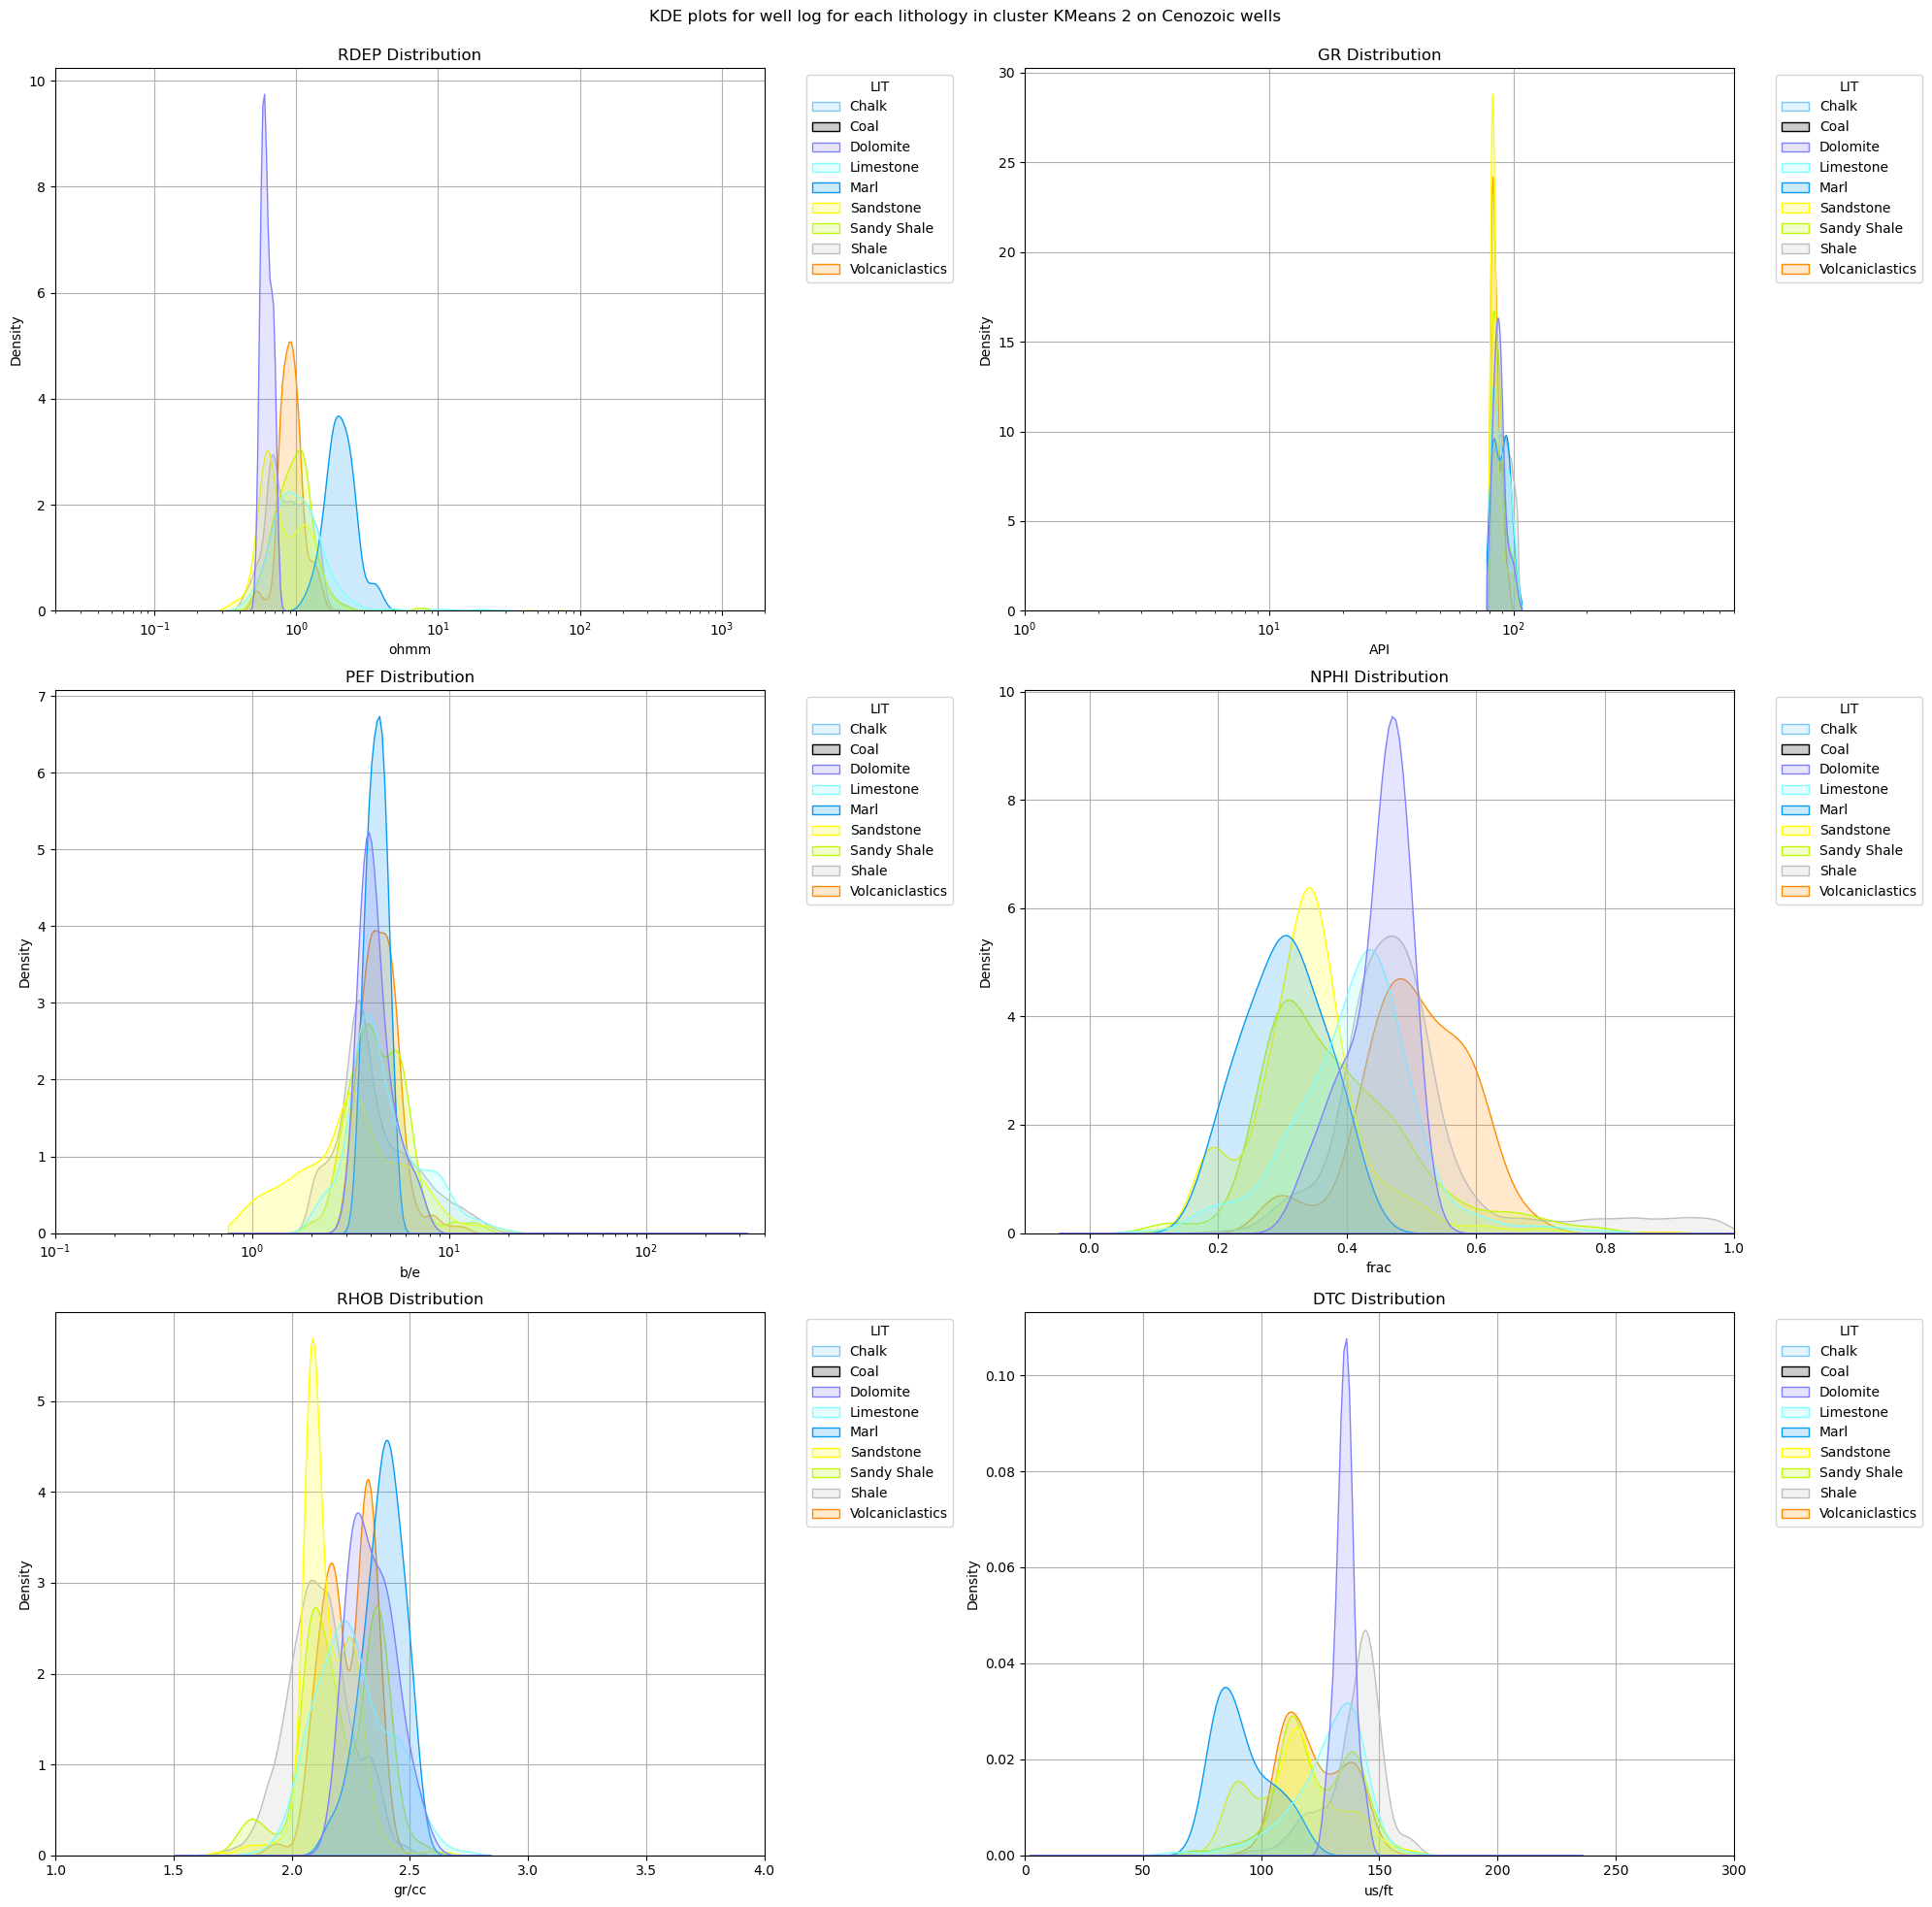 KDE plots for well log for each lithology in cluster KMeans 2 on Cenozoic wells
RDEP Distribution
Density
10
8
6
4
2
0
10⁻¹
10⁰
10¹
10²
10³
ohmm
LIT
Chalk
Coal
Dolomite
Limestone
Marl
Sandstone
Sandy Shale
Shale
Volcaniclastics
GR Distribution
Density
30
25
20
15
10
5
0
10⁰
10¹
10²
API
LIT
Chalk
Coal
Dolomite
Limestone
Marl
Sandstone
Sandy Shale
Shale
Volcaniclastics
PEF Distribution
Density
7
6
5
4
3
2
1
0
10⁻¹
10⁰
10¹
10²
b/e
LIT
Chalk
Coal
Dolomite
Limestone
Marl
Sandstone
Sandy Shale
Shale
Volcaniclastics
NPHI Distribution
Density
10
8
6
4
2
0
0.0
0.2
0.4
0.6
0.8
1.0
frac
LIT
Chalk
Coal
Dolomite
Limestone
Marl
Sandstone
Sandy Shale
Shale
Volcaniclastics
RHOB Distribution
Density
5
4
3
2
1
0
1.0
1.5
2.0
2.5
3.0
3.5
4.0
gr/cc
LIT
Chalk
Coal
Dolomite
Limestone
Marl
Sandstone
Sandy Shale
Shale
Volcaniclastics
DTC Distribution
Density
0.10
0.08
0.06
0.04
0.02
0.00
0
50
100
150
200
250
300
us/ft
LIT
Chalk
Coal
Dolomite
Limestone
Marl
Sandstone
Sandy Shale
Shale
Volcaniclastics